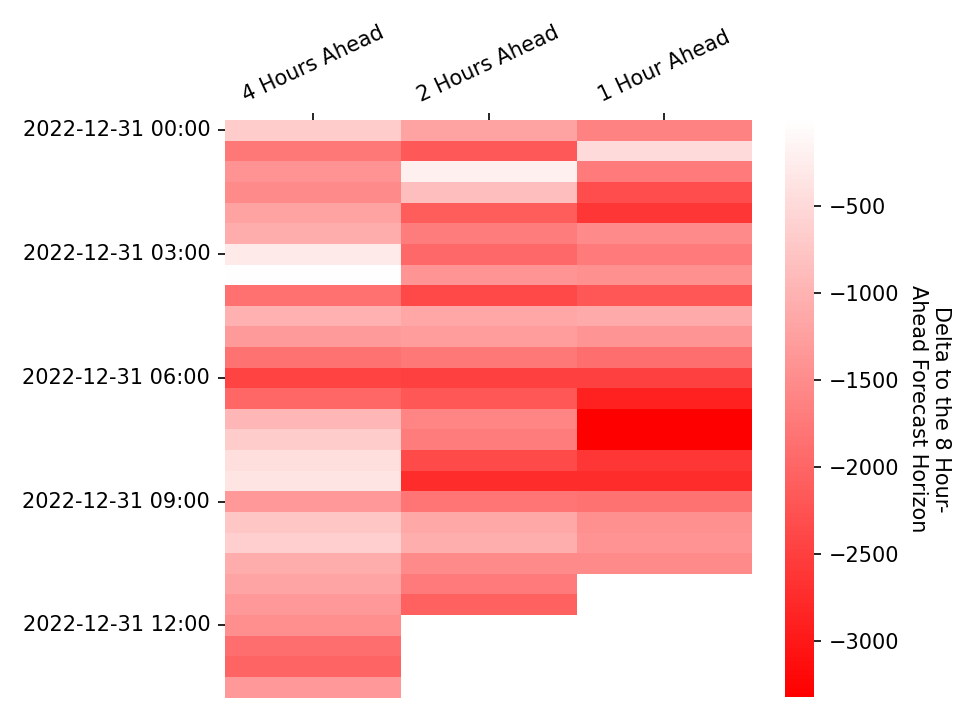 4 Hours Ahead
2 Hours Ahead
1 Hour Ahead
2022-12-31 00:00
2022-12-31 03:00
2022-12-31 06:00
2022-12-31 09:00
2022-12-31 12:00
−500
−1000
−1500
−2000
−2500
−3000
Delta to the 8 Hour-
Ahead Forecast Horizon